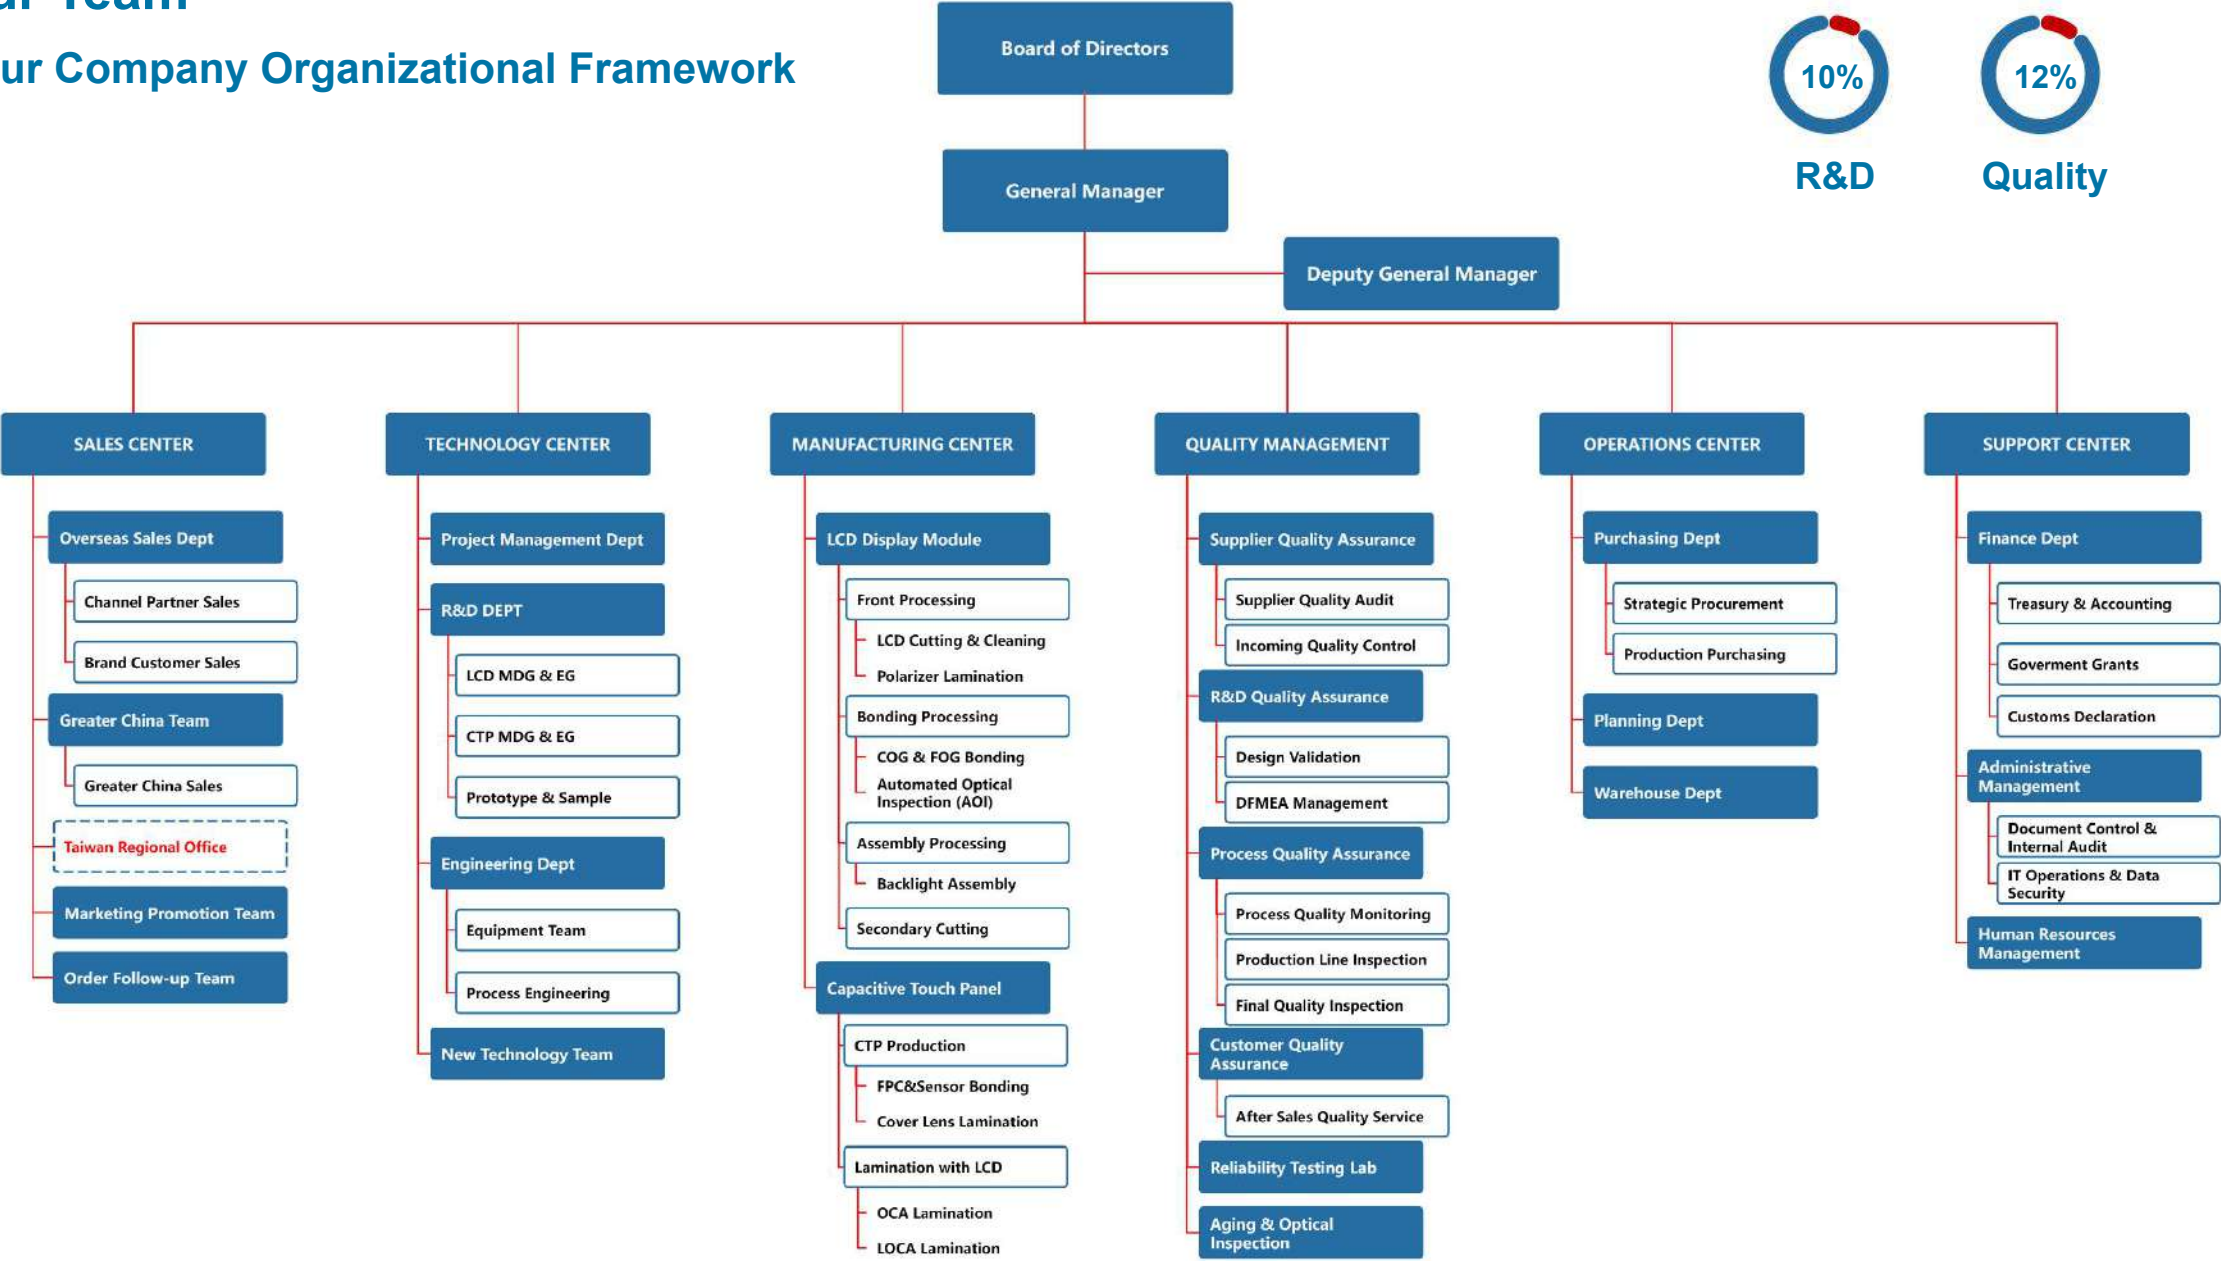 ur Team
ur Company Organizational Framework
Board of Directors
10%
12%
R&D
Quality
General Manager
Deputy General Manager
SALES CENTER
Overseas Sales Dept
Channel Partner Sales
Brand Customer Sales
Greater China Team
Greater China Sales
Taiwan Regional Office
Marketing Promotion Team
Order Follow-up Team
TECHNOLOGY CENTER
Project Management Dept
R&D DEPT
LCD MDG & EG
CTP MDG & EG
Prototype & Sample
Engineering Dept
Equipment Team
Process Engineering
New Technology Team
MANUFACTURING CENTER
LCD Display Module
Front Processing
LCD Cutting & Cleaning
Polarizer Lamination
Bonding Processing
COG & FOG Bonding
Automated Optical
Inspection (AOI)
Assembly Processing
Backlight Assembly
Secondary Cutting
Capacitive Touch Panel
CTP Production
FPC&Sensor Bonding
Cover Lens Lamination
Lamination with LCD
OCA Lamination
LOCA Lamination
QUALITY MANAGEMENT
Supplier Quality Assurance
Supplier Quality Audit
Incoming Quality Control
R&D Quality Assurance
Design Validation
DFMEA Management
Process Quality Assurance
Process Quality Monitoring
Production Line Inspection
Final Quality Inspection
Customer Quality
Assurance
After Sales Quality Service
Reliability Testing Lab
Aging & Optical
Inspection
OPERATIONS CENTER
Purchasing Dept
Strategic Procurement
Production Purchasing
Planning Dept
Warehouse Dept
SUPPORT CENTER
Finance Dept
Treasury & Accounting
Goverment Grants
Customs Declaration
Administrative
Management
Document Control &
Internal Audit
IT Operations & Data
Security
Human Resources
Management